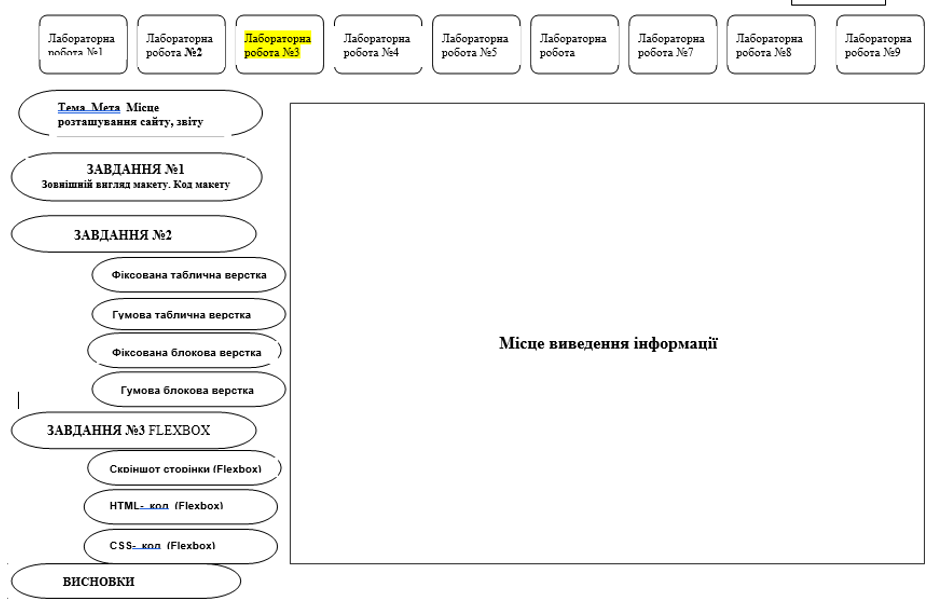 Лабораторна
робота №1
Лабораторна
робота №2
Лабораторна
робота №3
Лабораторна
робота №4
Лабораторна
робота №5
Лабораторна
робота
Лабораторна
робота №7
Лабораторна
робота №8
Лабораторна
робота №9
Тема Мета Місце
розташування сайту, звіту
ЗАВДАННЯ №1
Зовнішній вигляд макету. Код макету
ЗАВДАННЯ №2
Фіксована таблична верстка
Гумова таблична верстка
Фіксована блокова верстка
Гумова блокова верстка
ЗАВДАННЯ №3 FLEXBOX
Скріншот сторінки (Flexbox)
HTML- код (Flexbox)
CSS- код (Flexbox)
ВИСНОВКИ
Місце виведення інформації